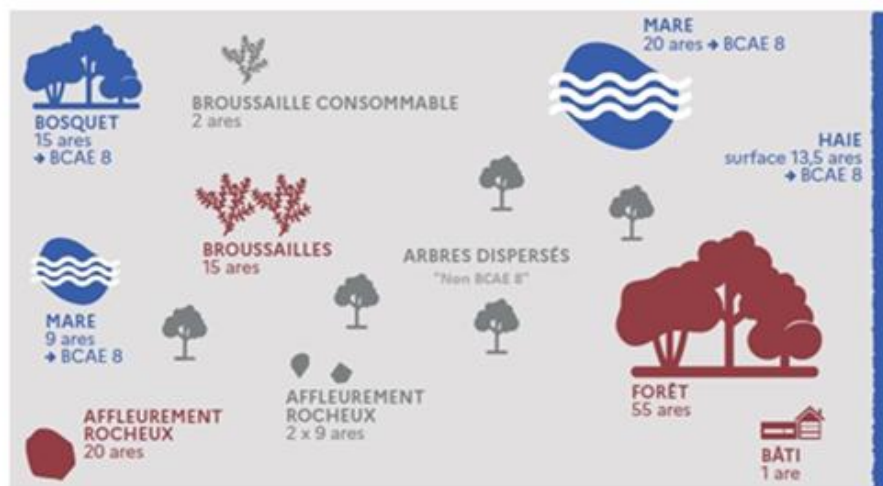 MARE
20 ares → BCAE 8
BROUSSAILLE CONSOMMABLE
2 ares
BOSQUET
15 ares
→ BCAE 8
HAIE
surface 13,5 ares
→ BCAE 8
BROUSSAILLES
15 ares
ARBRES DISPERSÉS
"Non BCAE 8"
MARE
9 ares
→ BCAE 8
AFFLEUREMENT
ROCHEUX
2 x 9 ares
FORÊT
55 ares
AFFLEUREMENT
ROCHEUX
20 ares
BÂTI
1 are